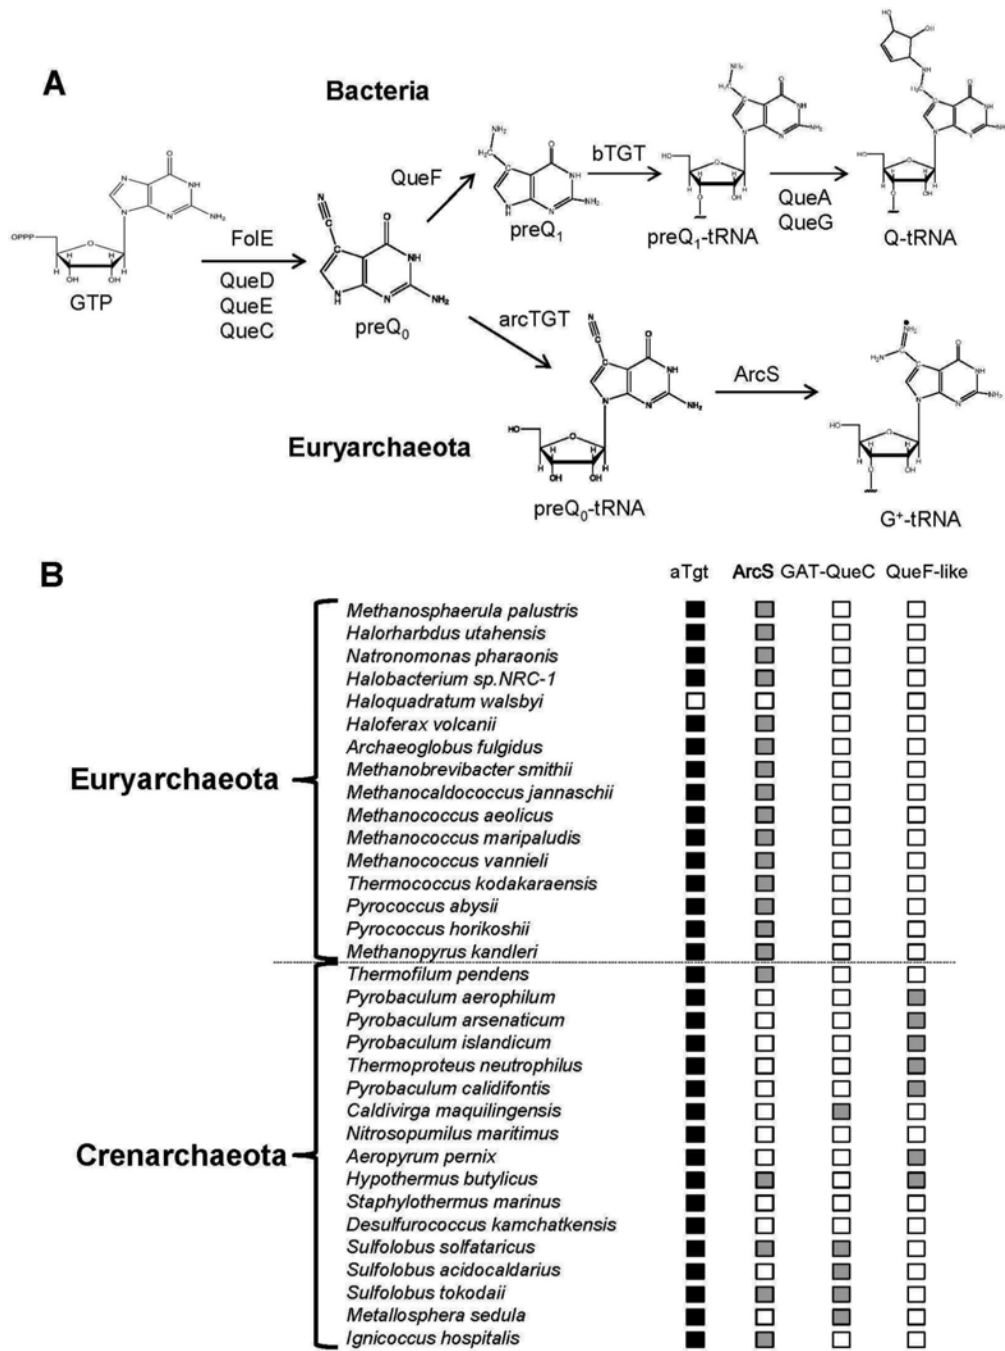 A
Bacteria
GTP
FolE
QueD
QueE
QueC
preQ0
QueF
preQ1
bTGT
preQ1-tRNA
QueA
QueG
Q-tRNA
arcTGT
Euryarchaeota
preQ0-tRNA
ArcS
G+-tRNA
B
aTgt ArcS GAT-QueC QueF-like
Euryarchaeota
Methanosphaerula palustris
Halorharbdus utahensis
Natronomonas pharaonis
Halobacterium sp.NRC-1
Haloquadratum walsbyi
Haloferax volcanii
Archaeoglobus fulgidus
Methanobrevibacter smithii
Methanocaldococcus jannaschii
Methanococcus aeolicus
Methanococcus maripaludis
Methanococcus vannieli
Thermococcus kodakaraensis
Pyrococcus abysii
Pyrococcus horikoshii
Methanopyrus kandleri
Crenarchaeota
Thermofilum pendens
Pyrobaculum aerophilum
Pyrobaculum arsenaticum
Pyrobaculum islandicum
Thermoproteus neutrophilus
Pyrobaculum calidifontis
Caldivirga maquilingensis
Nitrosopumilus maritimus
Aeropyrum pernix
Hypothermus butylicus
Staphylothermus marinus
Desulfurococcus kamchatkensis
Sulfolobus solfataricus
Sulfolobus acidocaldarius
Sulfolobus tokodaii
Metallosphera sedula
Ignicoccus hospitalis